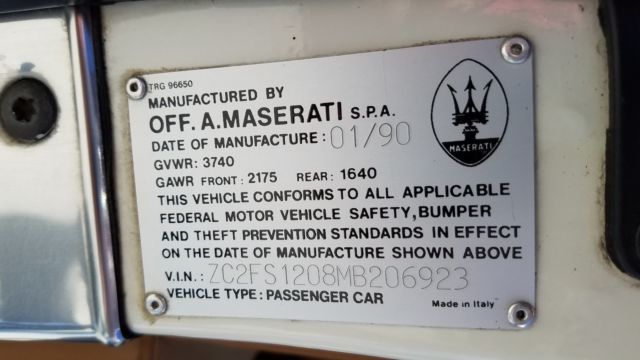 TRG 96650
MANUFACTURED BY
OFF. A. MASERATI S.P.A.
DATE OF MANUFACTURE: 01/90
GVWR: 3740
GAWR FRONT: 2175 REAR: 1640
THIS VEHICLE CONFORMS TO ALL APPLICABLE
FEDERAL MOTOR VEHICLE SAFETY, BUMPER
AND THEFT PREVENTION STANDARDS IN EFFECT
ON THE DATE OF MANUFACTURE SHOWN ABOVE
V.I.N.: ZC2FS1208MB206923
VEHICLE TYPE: PASSENGER CAR
Made in Italy
MASERATI